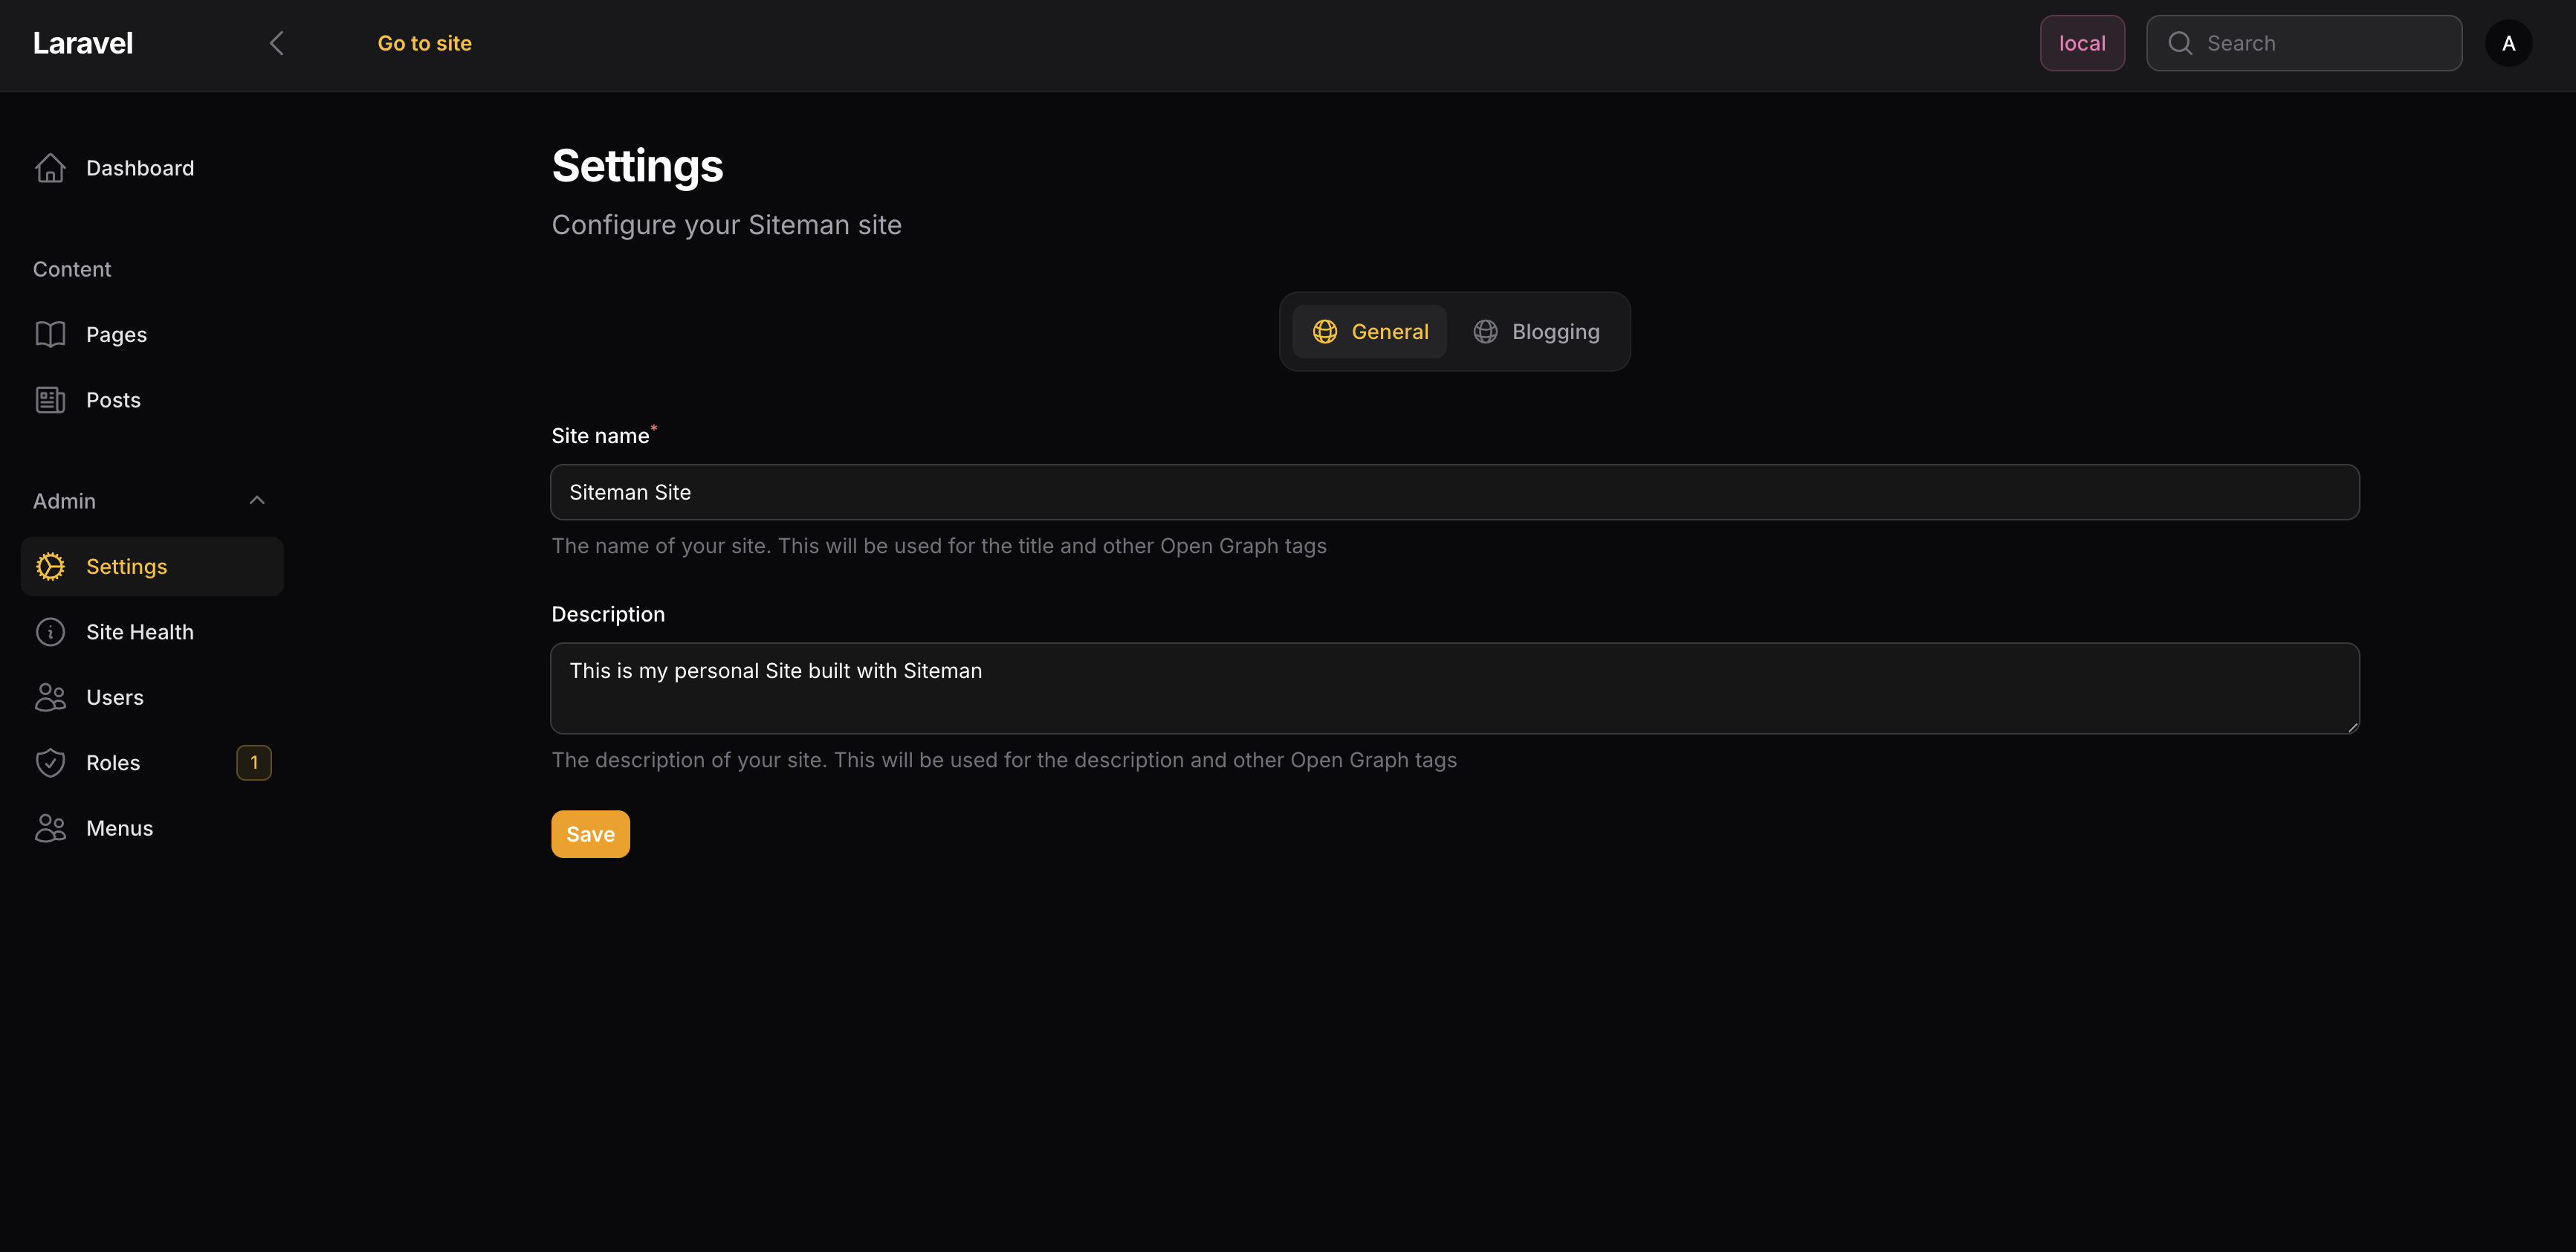 Laravel
Go to site
local
Search
A
Dashboard
Content
Pages
Posts
Admin
Settings
Site Health
Users
Roles
1
Menus
Settings
Configure your Siteman site
General
Blogging
Site name*
Siteman Site
The name of your site. This will be used for the title and other Open Graph tags
Description
This is my personal Site built with Siteman
The description of your site. This will be used for the description and other Open Graph tags
Save